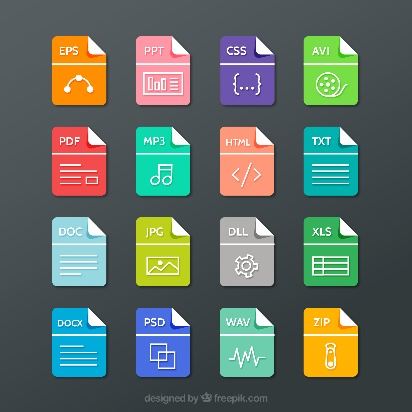 EPS
PPT
CSS
AVI
PDF
MP3
HTML
TXT
DOC
JPG
DLL
XLS
DOCX
PSD
WAV
ZIP
designed by freepik.com